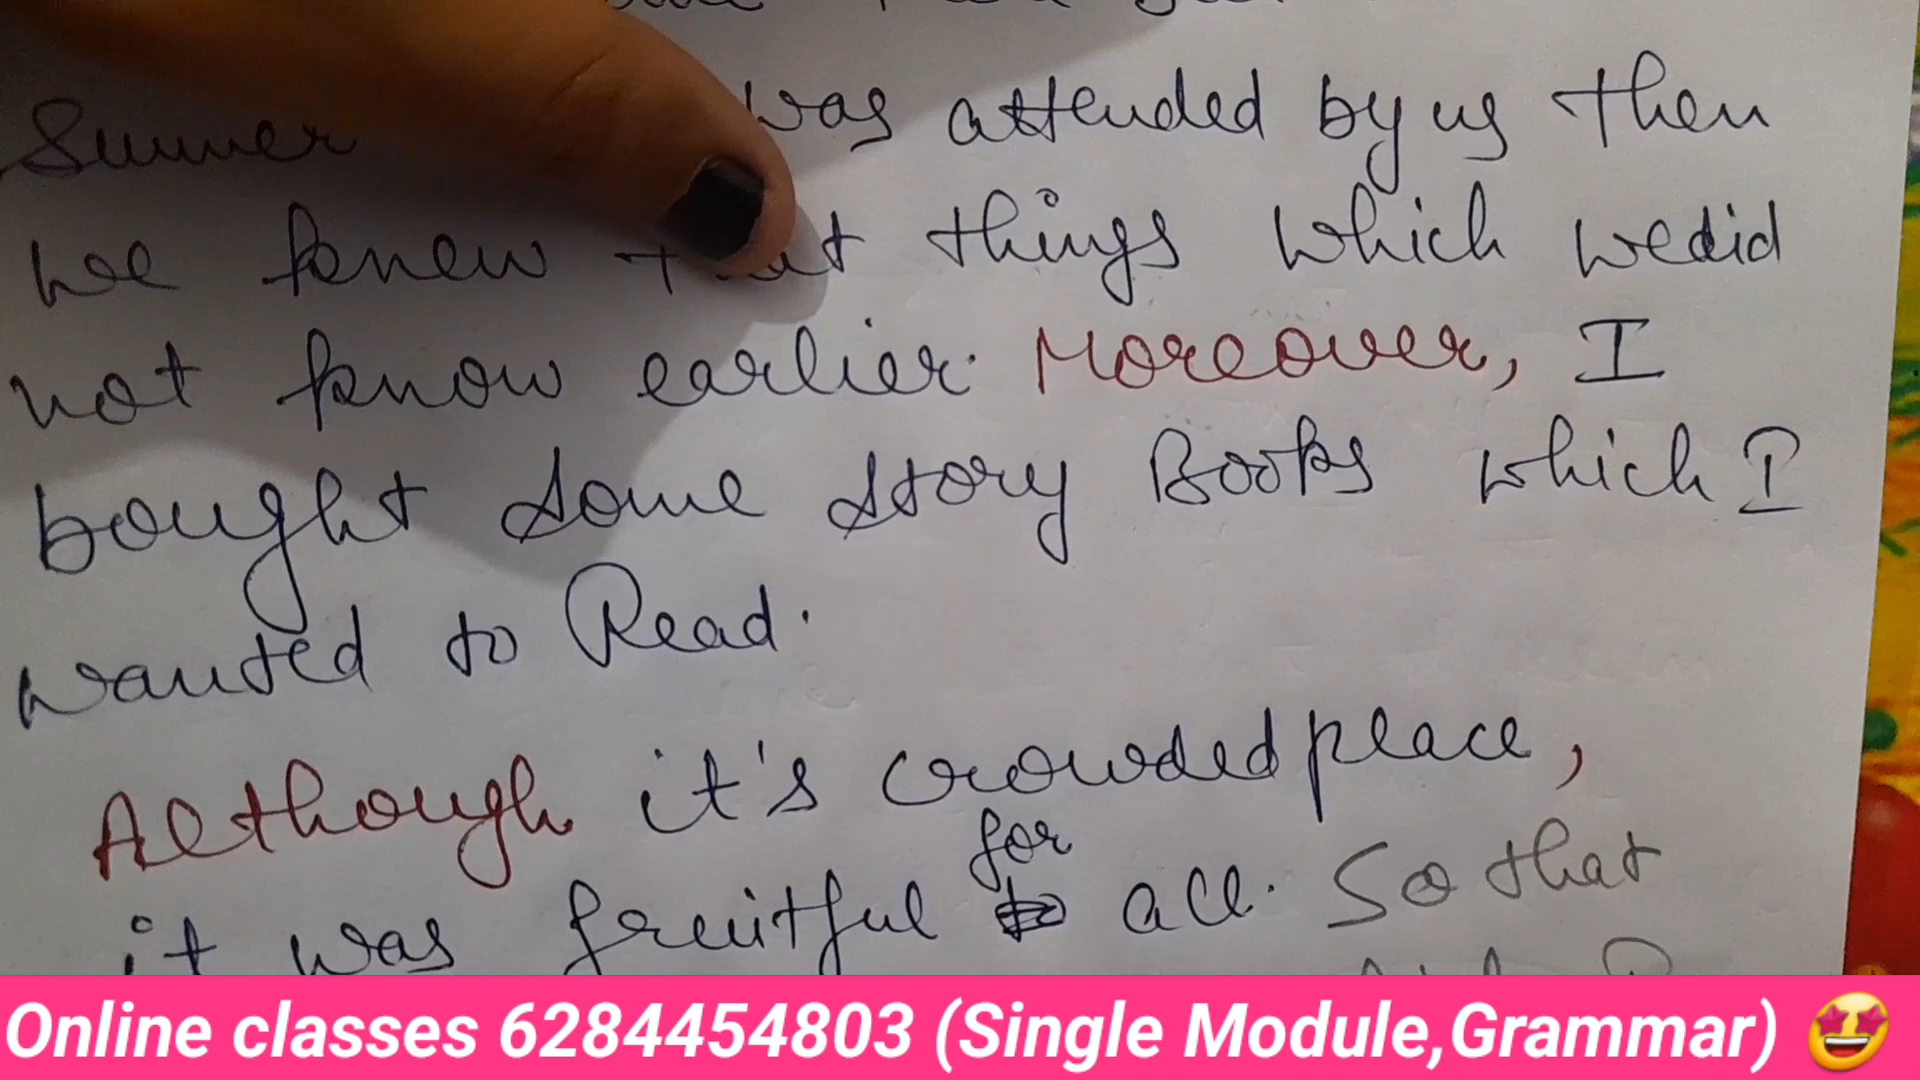 Summer was attended by us then
we knew that things which we did
not know earlier. Moreover, I
bought some story Books which I
wanted to Read.
Although it's crowded place,
for
it was fruitful to all. So that
Online classes 6284454803 (Single Module,Grammar) 🤩